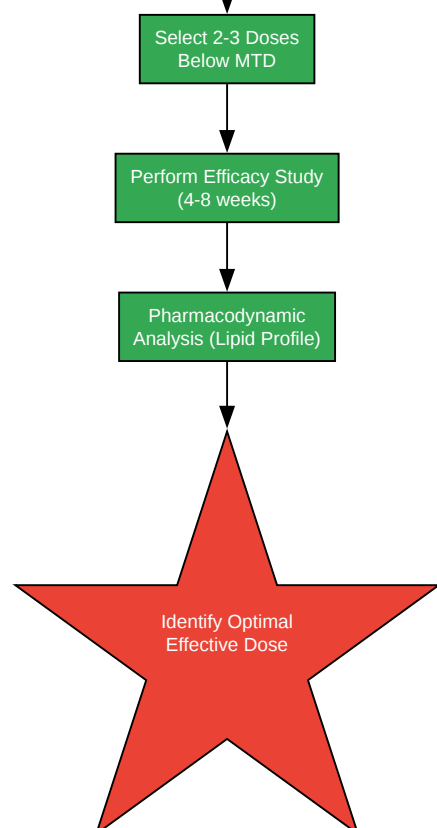 Select 2-3 Doses
Below MTD
Perform Efficacy Study
(4-8 weeks)
Pharmacodynamic
Analysis (Lipid Profile)
Identify Optimal
Effective Dose